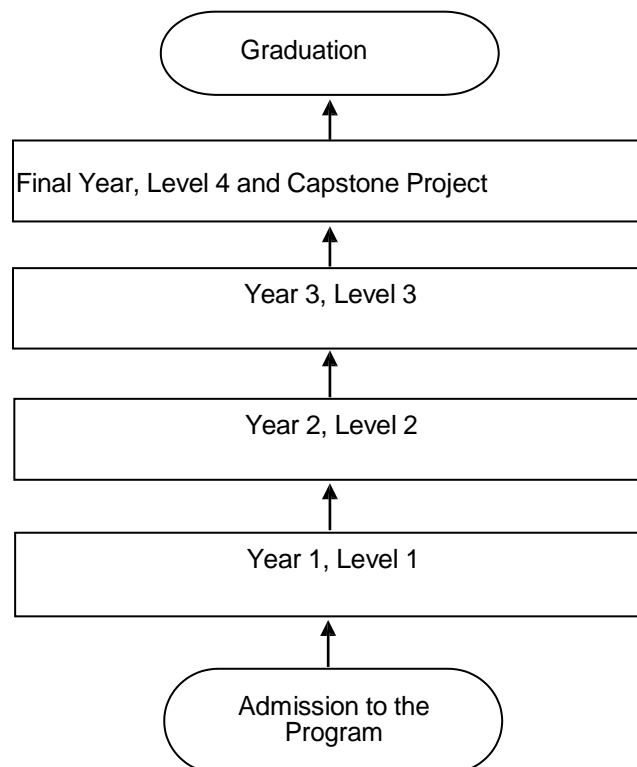 Graduation
Final Year, Level 4 and Capstone Project
Year 3, Level 3
Year 2, Level 2
Year 1, Level 1
Admission to the
Program